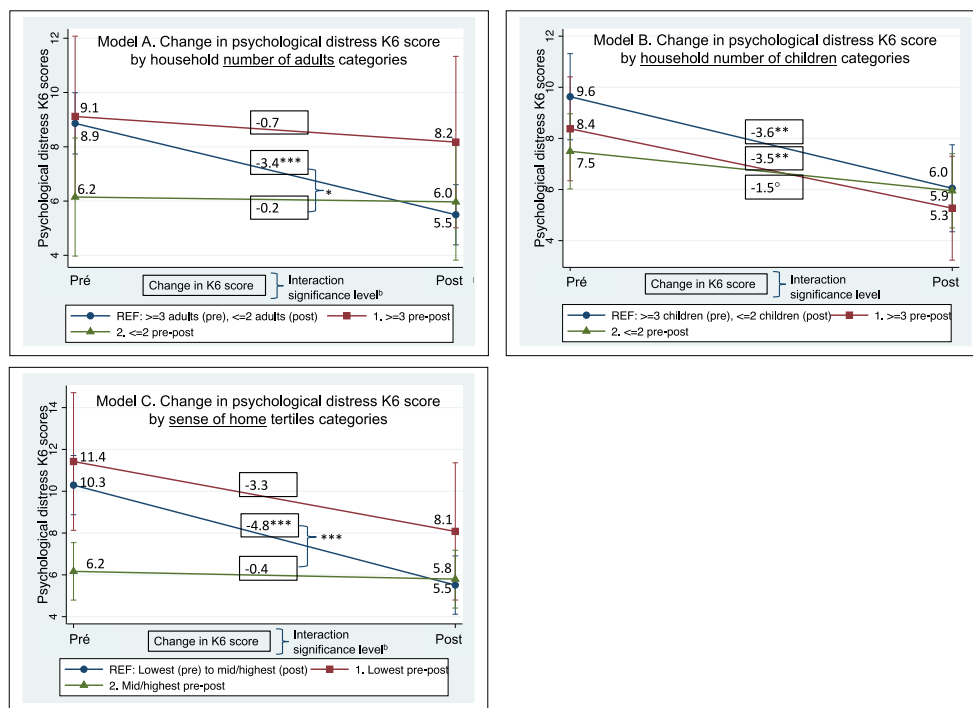 Model A. Change in psychological distress K6 score
by household number of adults categories
Psychological distress K6 scores
12
10
8
6
4
9.1
8.9
6.2
-0.7
-3.4***
*
-0.2
8.2
6.0
5.5
Pré
Post
Change in K6 score
Interaction
significance levelᵇ
REF: >=3 adults (pre), <=2 adults (post)
1. >=3 pre-post
2. <=2 pre-post
Model B. Change in psychological distress K6 score
by household number of children categories
Psychological distress K6 scores
12
10
8
6
4
9.6
8.4
7.5
-3.6**
-3.5**
-1.5°
6.0
5.9
5.3
Pré
Post
Change in K6 score
Interaction
significance level
REF: >=3 children (pre), <=2 children (post)
1. >=3 pre-post
2. <=2 pre-post
Model C. Change in psychological distress K6 score
by sense of home tertiles categories
Psychological distress K6 scores
14
12
10
8
6
4
11.4
10.3
6.2
-3.3
-4.8***
***
-0.4
8.1
5.8
5.5
Pré
Post
Change in K6 score
Interaction
significance levelᵇ
REF: Lowest (pre) to mid/highest (post)
1. Lowest pre-post
2. Mid/highest pre-post